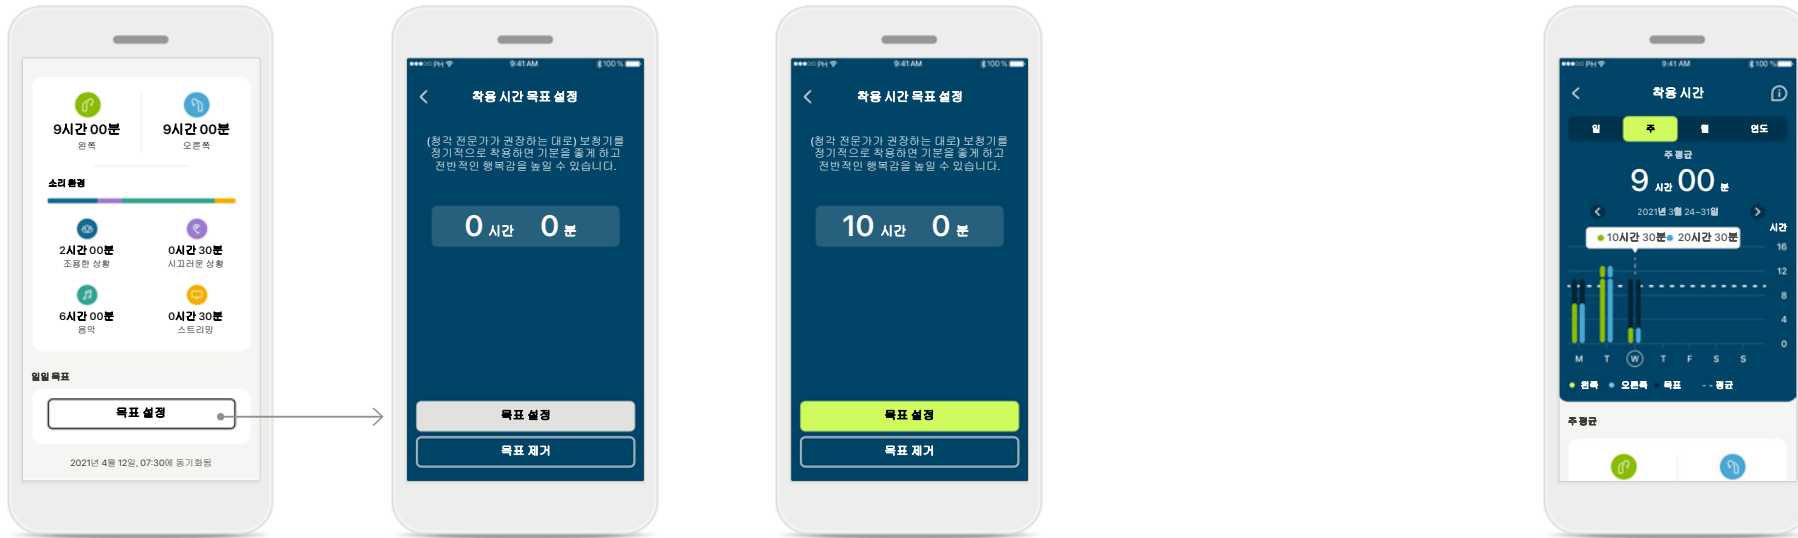 9시간 00분
왼쪽
9시간 00분
오른쪽
소리 환경
2시간 00분
조용한 상황
0시간 30분
시끄러운 상황
6시간 00분
음악
0시간 30분
스트리밍
일일 목표
목표 설정
2021년 4월 12일, 07:30에 동기화됨
PH 9:41 AM 100 %
착용 시간 목표 설정
(청각 전문가가 권장하는 대로) 보청기를
정기적으로 착용하면 기분을 좋게 하고
전반적인 행복감을 높일 수 있습니다.
0 시간 0 분
목표 설정
목표 제거
PH 9:41 AM 100 %
착용 시간 목표 설정
(청각 전문가가 권장하는 대로) 보청기를
정기적으로 착용하면 기분을 좋게 하고
전반적인 행복감을 높일 수 있습니다.
10 시간 0 분
목표 설정
목표 제거
PH 9:41 AM 100 %
착용 시간
일 주 월 연도
주 평균
9 시간 00 분
2021년 3월 24–31일
시간
10시간 30분 20시간 30분
16
12
8
4
0
M T W T F S S
왼쪽 오른쪽 목표 평균
주 평균